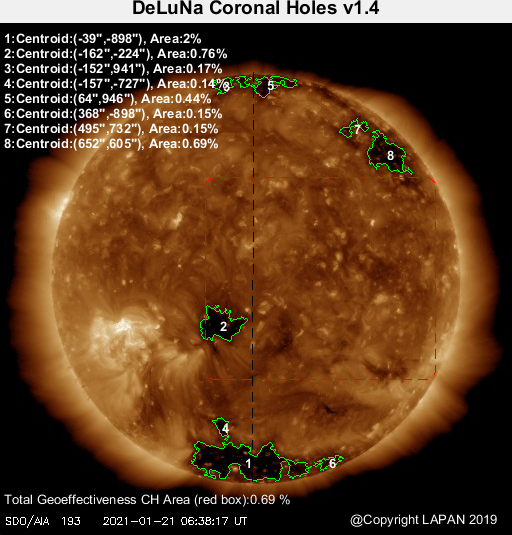 DeLuNa Coronal Holes v1.4
1:Centroid:(-39",-898"), Area:2%
2:Centroid:(-162",-224"), Area:0.76%
3:Centroid:(-152",941"), Area:0.17%
4:Centroid:(-157",-727"), Area:0.14%
5:Centroid:(64",946"), Area:0.44%
6:Centroid:(368",-898"), Area:0.15%
7:Centroid:(495",732"), Area:0.15%
8:Centroid:(652",605"), Area:0.69%
3
5
7
8
2
4
1
6
Total Geoeffectiveness CH Area (red box):0.69 %
SDO/AIA 193 2021-01-21 06:38:17 UT
@Copyright LAPAN 2019